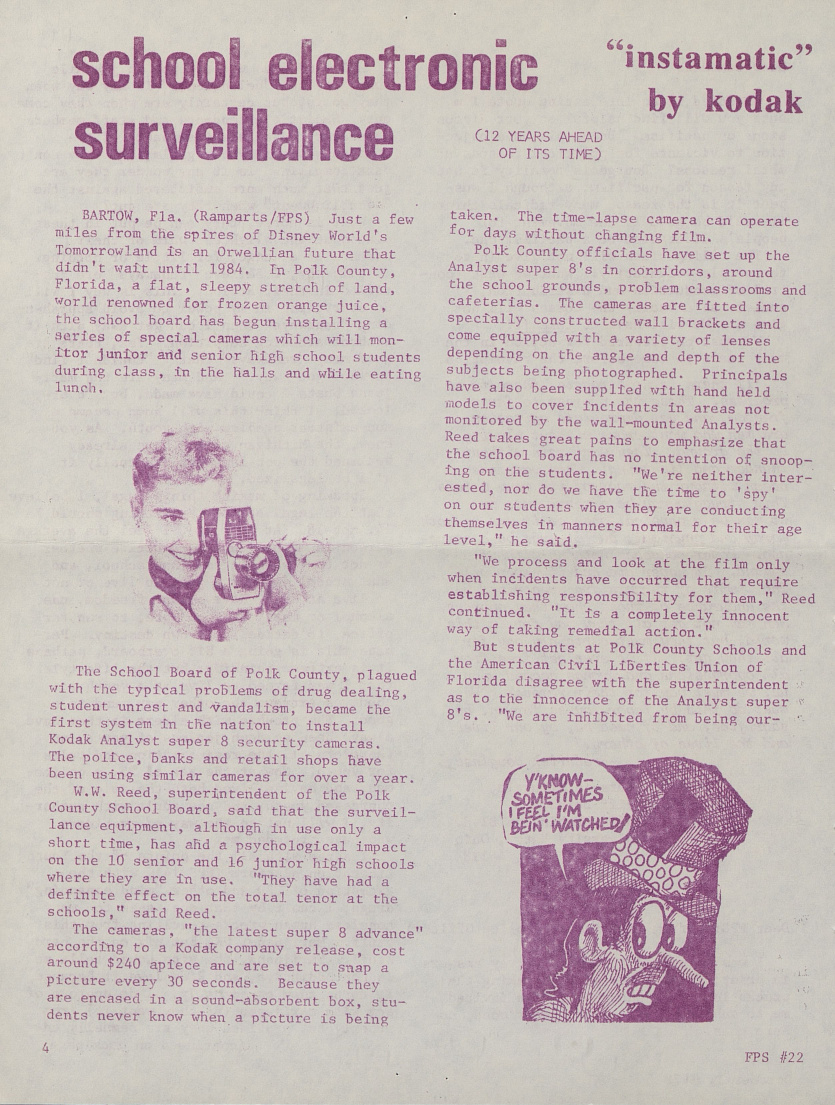 school electronic
surveillance
"instamatic"
by kodak
(12 YEARS AHEAD
OF ITS TIME)
BARTOW, Fla. (Ramparts/FPS) Just a few
miles from the spires of Disney World's
Tomorrowland is an Orwellian future that
didn't wait until 1984. In Polk County,
Florida, a flat, sleepy stretch of land,
world renowned for frozen orange juice,
the school board has begun installing a
series of special cameras which will mon-
itor junior and senior high school students
during class, in the halls and while eating
lunch.
The School Board of Polk County, plagued
with the typical problems of drug dealing,
student unrest and vandalism, became the
first system in the nation to install
Kodak Analyst super 8 security cameras.
The police, banks and retail shops have
been using similar cameras for over a year.
W.W. Reed, superintendent of the Polk
County School Board, said that the surveil-
lance equipment, although in use only a
short time, has ahd a psychological impact
on the 10 senior and 16 junior high schools
where they are in use. "They have had a
definite effect on the total tenor at the
schools," said Reed.
The cameras, "the latest super 8 advance"
according to a Kodak company release, cost
around $240 apiece and are set to snap a
picture every 30 seconds. Because they
are encased in a sound-absorbent box, stu-
dents never know when a picture is being
taken. The time-lapse camera can operate
for days without changing film.
Polk County officials have set up the
Analyst super 8's in corridors, around
the school grounds, problem classrooms and
cafeterias. The cameras are fitted into
specially constructed wall brackets and
come equipped with a variety of lenses
depending on the angle and depth of the
subjects being photographed. Principals
have also been supplied with hand held
models to cover incidents in areas not
monitored by the wall-mounted Analysts.
Reed takes great pains to emphasize that
the school board has no intention of snoop-
ing on the students. "We're neither inter-
ested, nor do we have the time to 'spy'
on our students when they are conducting
themselves in manners normal for their age
level," he said.
"We process and look at the film only
when incidents have occurred that require
establishing responsibility for them," Reed
continued. "It is a completely innocent
way of taking remedial action."
But students at Polk County Schools and
the American Civil Liberties Union of
Florida disagree with the superintendent
as to the innocence of the Analyst super
8's. "We are inhibited from being our-
Y'KNOW—
SOMETIMES
I FEEL I'M
BEIN' WATCHED!
4
FPS #22